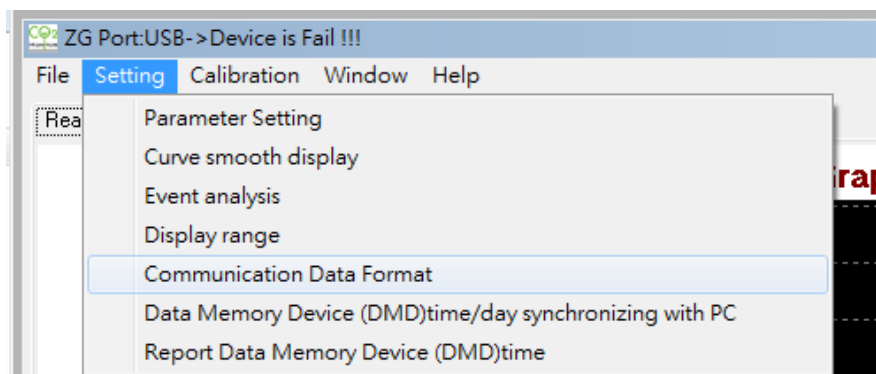 CO2
ZG Port:USB->Device is Fail !!!
File Setting Calibration Window Help
Rea
Parameter Setting
Curve smooth display
Event analysis
Display range
Communication Data Format
Data Memory Device (DMD)time/day synchronizing with PC
Report Data Memory Device (DMD)time